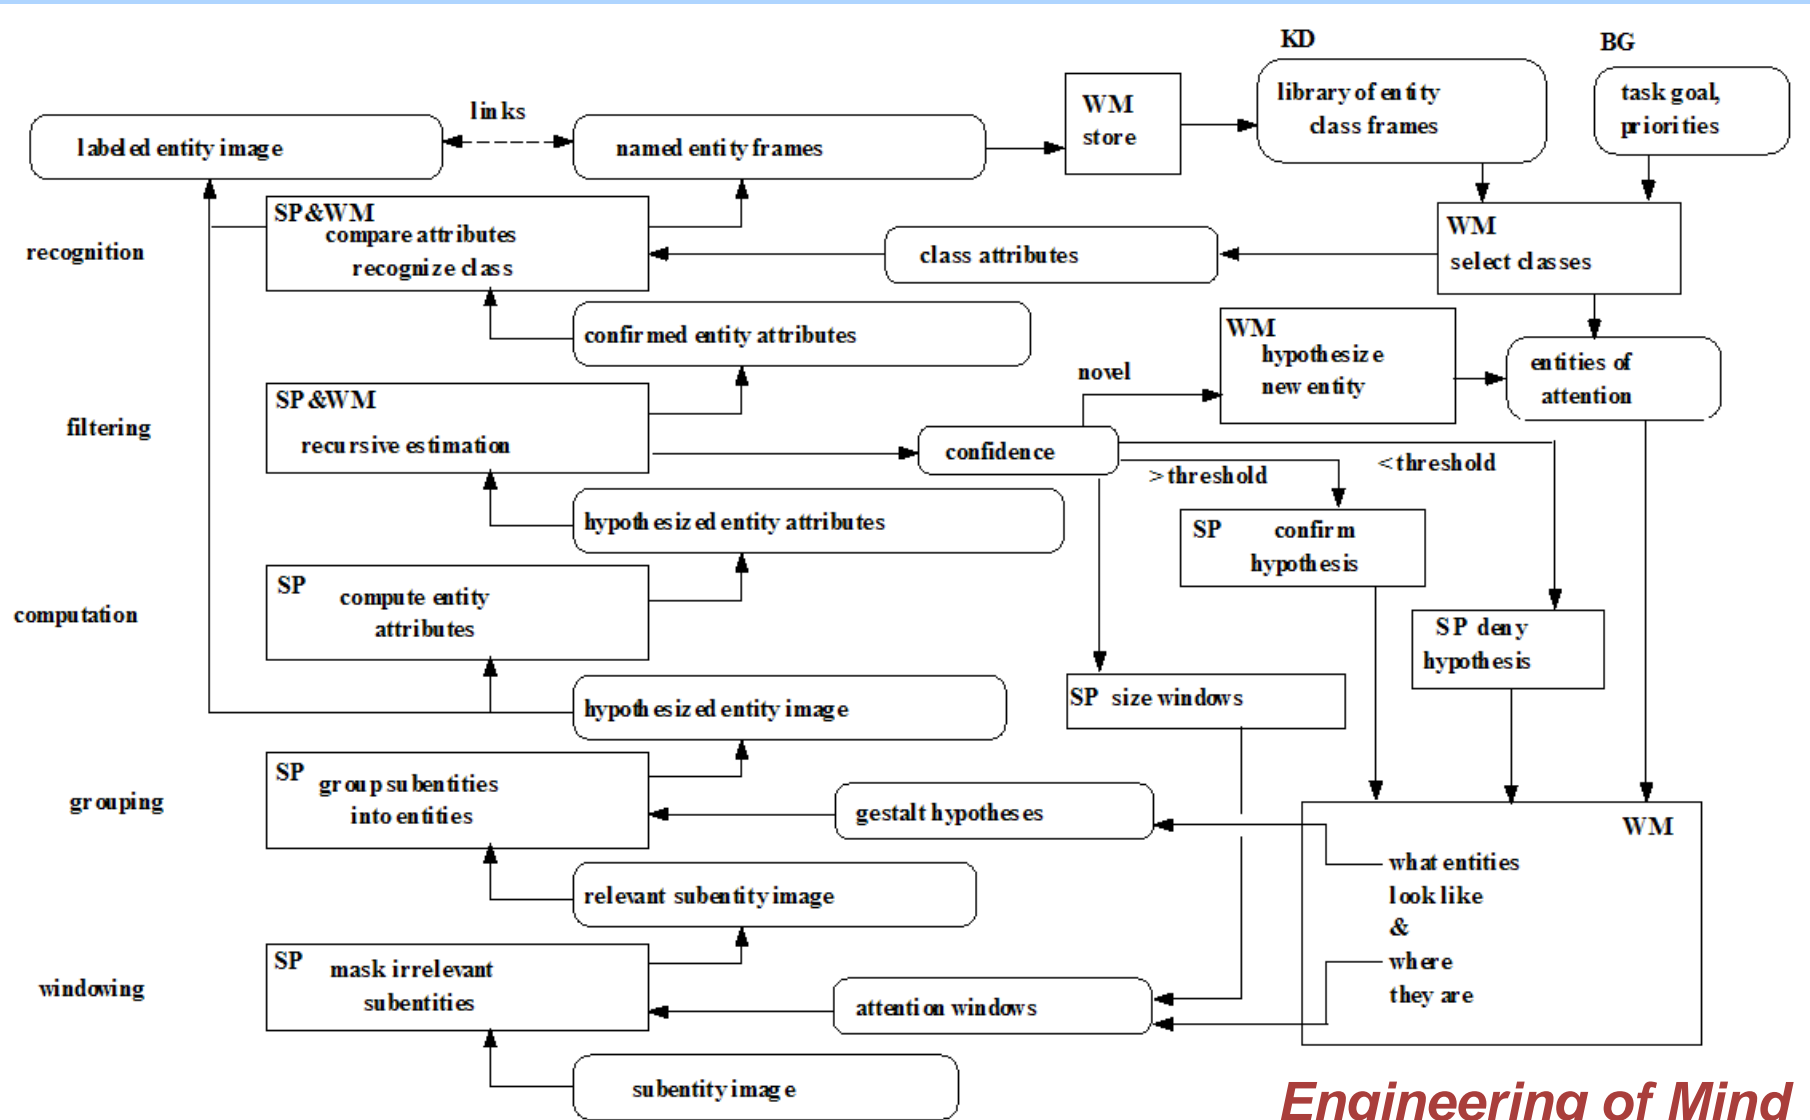 KD
BG
library of entity
class frames
task goal,
priorities
WM
store
links
labeled entity image
named entity frames
SP&WM
compare attributes
recognize class
recognition
class attributes
WM
select classes
confirmed entity attributes
WM
hypothesize
new entity
entities of
attention
novel
SP&WM
recursive estimation
filtering
confidence
>threshold
<threshold
hypothesized entity attributes
SP confirm
hypothesis
SP
compute entity
attributes
computation
SP deny
hypothesis
hypothesized entity image
SP size windows
SP
group subentities
into entities
grouping
gestalt hypotheses
WM
what entities
look like
&
where
they are
relevant subentity image
SP
mask irrelevant
subentities
windowing
attention windows
subentity image
Engineering of Mind